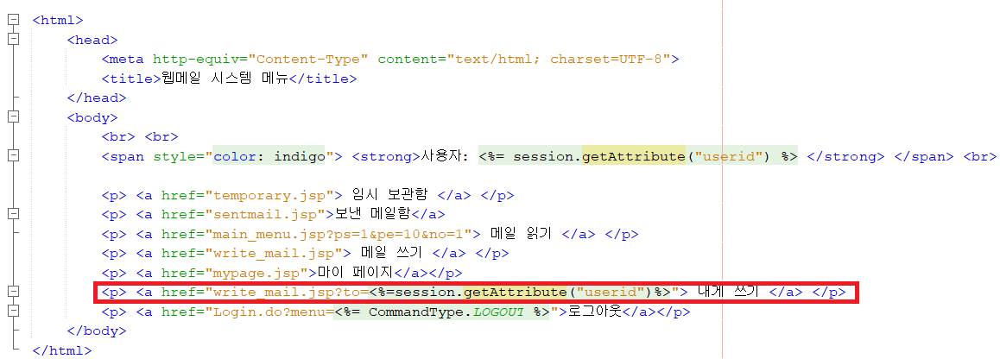 <html>
<head>
<meta http-equiv="Content-Type" content="text/html; charset=UTF-8">
<title>웹메일 시스템 메뉴</title>
</head>
<body>
<br> <br>
<span style="color: indigo"> <strong>사용자: <%= session.getAttribute("userid") %> </strong> </span> <br>
<p> <a href="temporary.jsp"> 임시 보관함 </a> </p>
<p> <a href="sentmail.jsp">보낸 메일함</a>
<p> <a href="main_menu.jsp?ps=1&pe=10&no=1"> 메일 읽기 </a> </p>
<p> <a href="write_mail.jsp"> 메일 쓰기 </a> </p>
<p> <a href="mypage.jsp">마이 페이지</a></p>
<p> <a href="write_mail.jsp?to=<%=session.getAttribute("userid")%>"> 내게 쓰기 </a> </p>
<p> <a href="Login.do?menu=<%= CommandType.LOGOUT %>">로그아웃</a></p>
</body>
</html>